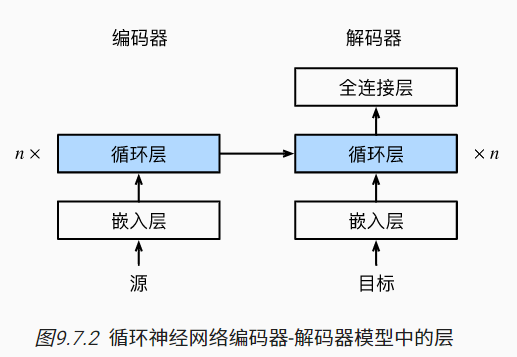 编码器
解码器
全连接层
n ×
循环层
循环层
× n
嵌入层
嵌入层
源
目标
图9.7.2 循环神经网络编码器-解码器模型中的层